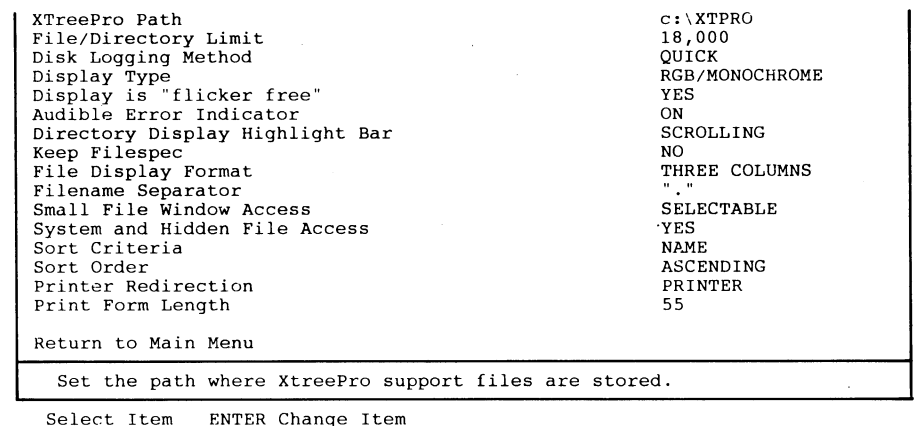 XTreePro Path c:\XTPRO
File/Directory Limit 18,000
Disk Logging Method QUICK
Display Type RGB/MONOCHROME
Display is "flicker free" YES
Audible Error Indicator ON
Directory Display Highlight Bar SCROLLING
Keep Filespec NO
File Display Format THREE COLUMNS
Filename Separator "."
Small File Window Access SELECTABLE
System and Hidden File Access YES
Sort Criteria NAME
Sort Order ASCENDING
Printer Redirection PRINTER
Print Form Length 55
Return to Main Menu
Set the path where XtreePro support files are stored.
Select Item ENTER Change Item